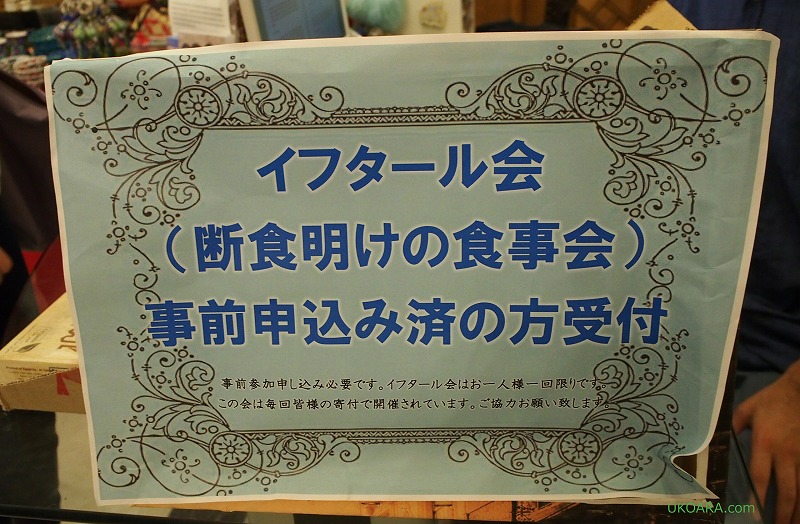 イフタール会
（断食明けの食事会）
事前申込み済の方受付
事前参加申し込み必要です。イフタール会はお一人様一回限りです。
この会は毎回皆様の寄付で開催されています。ご協力お願い致します。
UKOARA.com